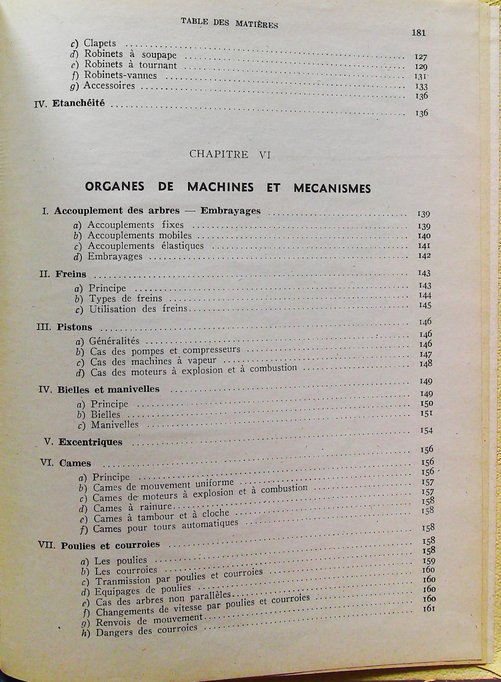 TABLE DES MATIÈRES 181
c) Clapets ........ 127
d) Robinets à soupape ........ 129
e) Robinets à tournant ........ 131
f) Robinets-vannes ........ 133
g) Accessoires ........ 136
IV. Etanchéité ........ 136
CHAPITRE VI
ORGANES DE MACHINES ET MECANISMES
I. Accouplement des arbres — Embrayages ........ 139
a) Accouplements fixes ........ 139
b) Accouplements mobiles ........ 140
c) Accouplements élastiques ........ 141
d) Embrayages ........ 142
II. Freins ........ 143
a) Principe ........ 143
b) Types de freins ........ 144
c) Utilisation des freins ........ 145
III. Pistons ........ 146
a) Généralités ........ 146
b) Cas des pompes et compresseurs ........ 146
c) Cas des machines à vapeur ........ 147
d) Cas des moteurs à explosion et à combustion ........ 148
IV. Bielles et manivelles ........ 149
a) Principe ........ 149
b) Bielles ........ 150
c) Manivelles ........ 151
V. Excentriques ........ 154
VI. Cames ........ 156
a) Principe ........ 156
b) Cames de mouvement uniforme ........ 156
c) Cames de moteurs à explosion et à combustion ........ 157
d) Cames à rainure ........ 157
e) Cames à tambour et à cloche ........ 158
f) Cames pour tours automatiques ........ 158
VII. Poulies et courroies ........ 158
a) Les poulies ........ 158
b) Les courroies ........ 158
c) Tranmission par poulies et courroies ........ 159
d) Equipages de poulies ........ 160
e) Cas des arbres non parallèles ........ 160
f) Changements de vitesse par poulies et courroies ........ 160
g) Renvois de mouvement ........ 160
h) Dangers des courroies ........ 161